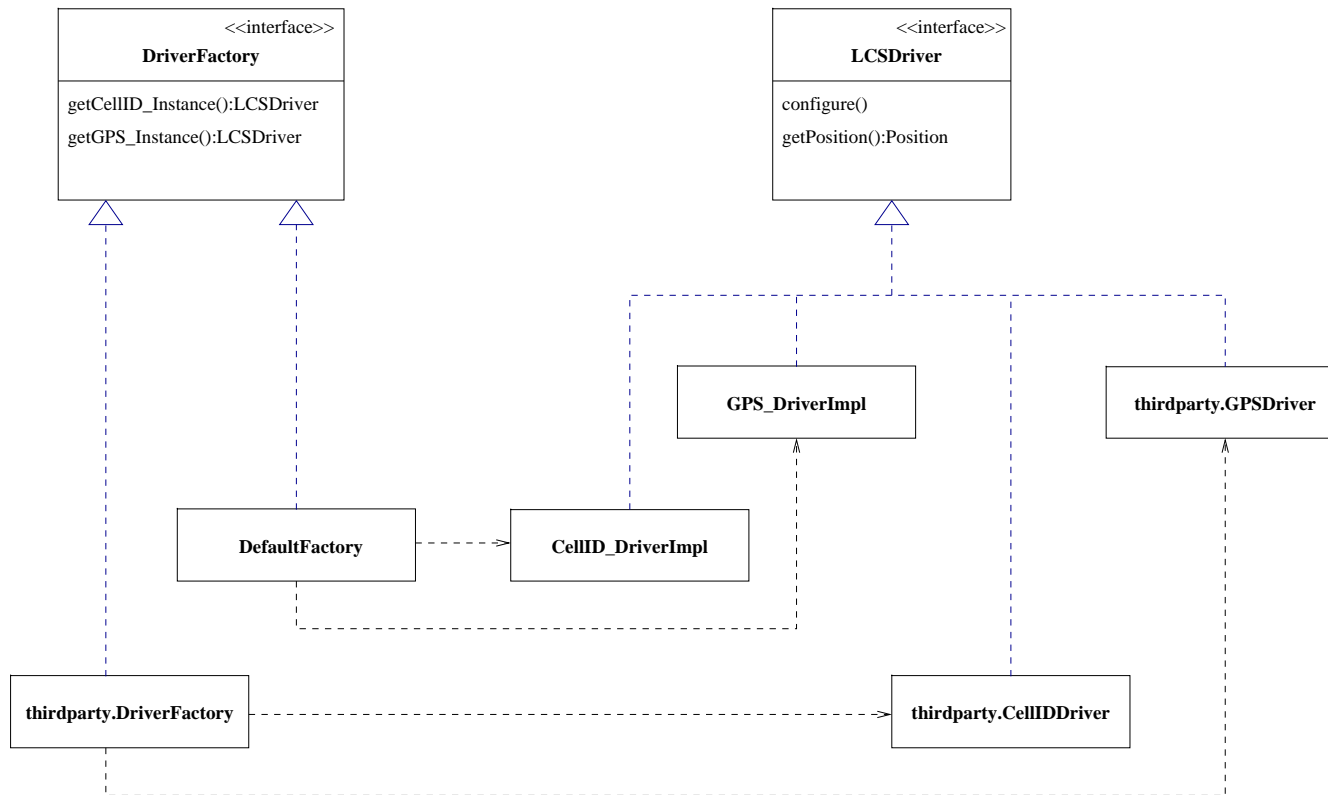 <<interface>>
DriverFactory
getCellID_Instance():LCSDriver
getGPS_Instance():LCSDriver
<<interface>>
LCSDriver
configure()
getPosition():Position
GPS_DriverImpl
thirdparty.GPSDriver
DefaultFactory
CellID_DriverImpl
thirdparty.DriverFactory
thirdparty.CellIDDriver